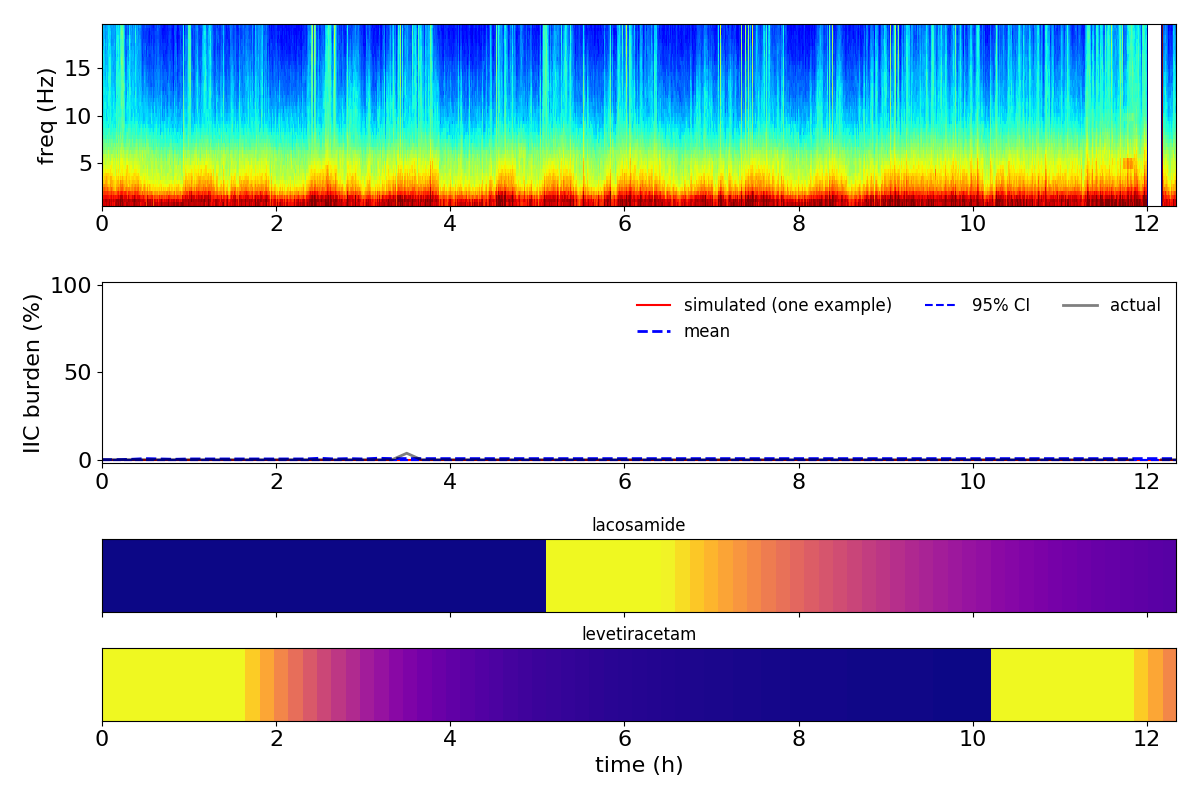 freq (Hz)
15
10
5
0 2 4 6 8 10 12
IIC burden (%)
100
50
0
simulated (one example) 95% CI actual
mean
0 2 4 6 8 10 12
lacosamide
levetiracetam
0 2 4 6 8 10 12
time (h)